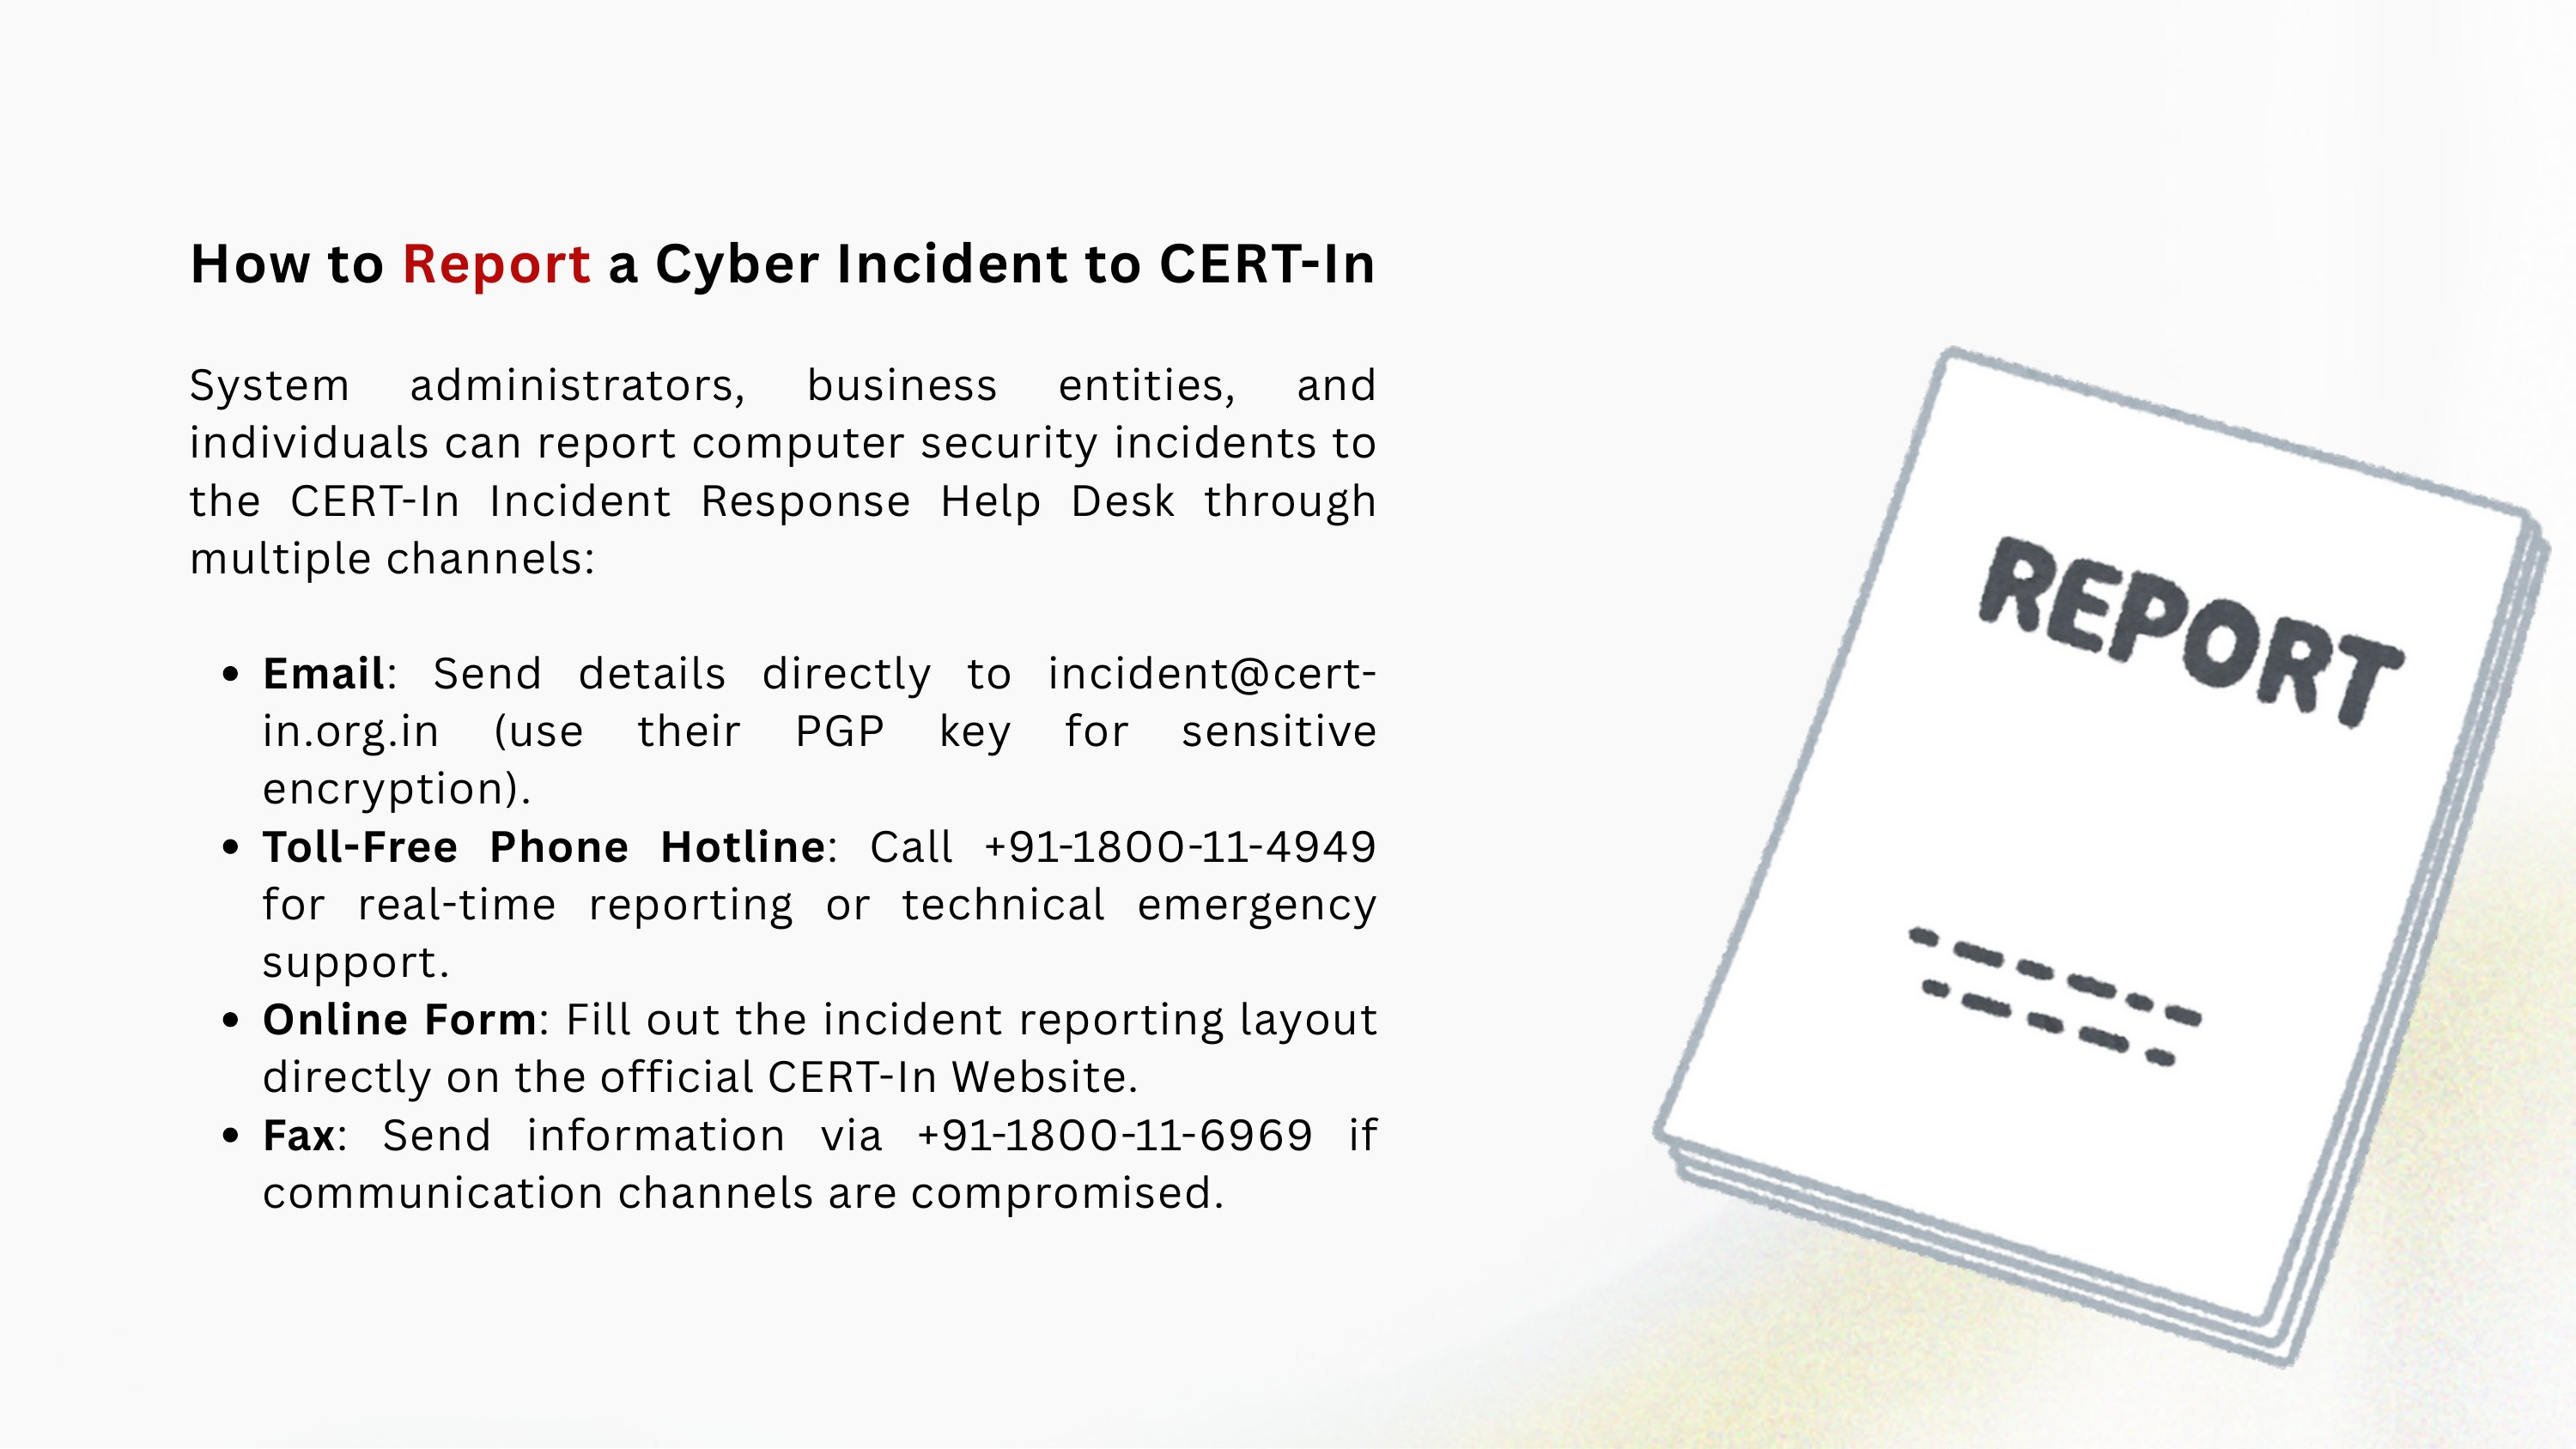 How to Report a Cyber Incident to CERT-In
System administrators, business entities, and
individuals can report computer security incidents to
the CERT-In Incident Response Help Desk through
multiple channels:
• Email: Send details directly to incident@cert-
in.org.in (use their PGP key for sensitive
encryption).
• Toll-Free Phone Hotline: Call +91-1800-11-4949
for real-time reporting or technical emergency
support.
• Online Form: Fill out the incident reporting layout
directly on the official CERT-In Website.
• Fax: Send information via +91-1800-11-6969 if
communication channels are compromised.
REPORT